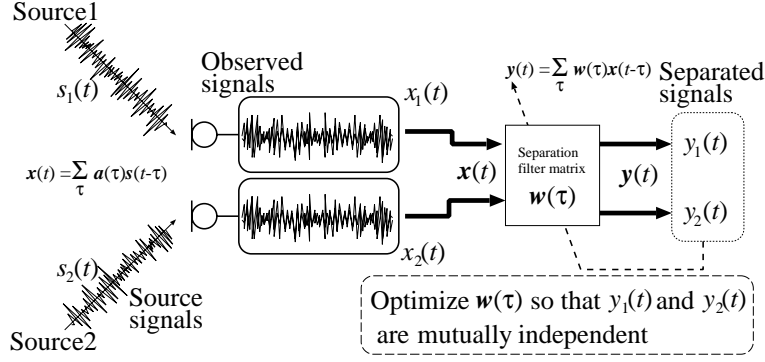 Source1
s₁(t)
Observed
signals
x₁(t)
y(t) = Σ w(τ)x(t-τ)
τ
Separated
signals
x(t) = Σ a(τ)s(t-τ)
τ
x(t)
Separation
filter matrix
w(τ)
y(t)
y₁(t)
y₂(t)
s₂(t)
Source
signals
Source2
x₂(t)
Optimize w(τ) so that y₁(t) and y₂(t)
are mutually independent